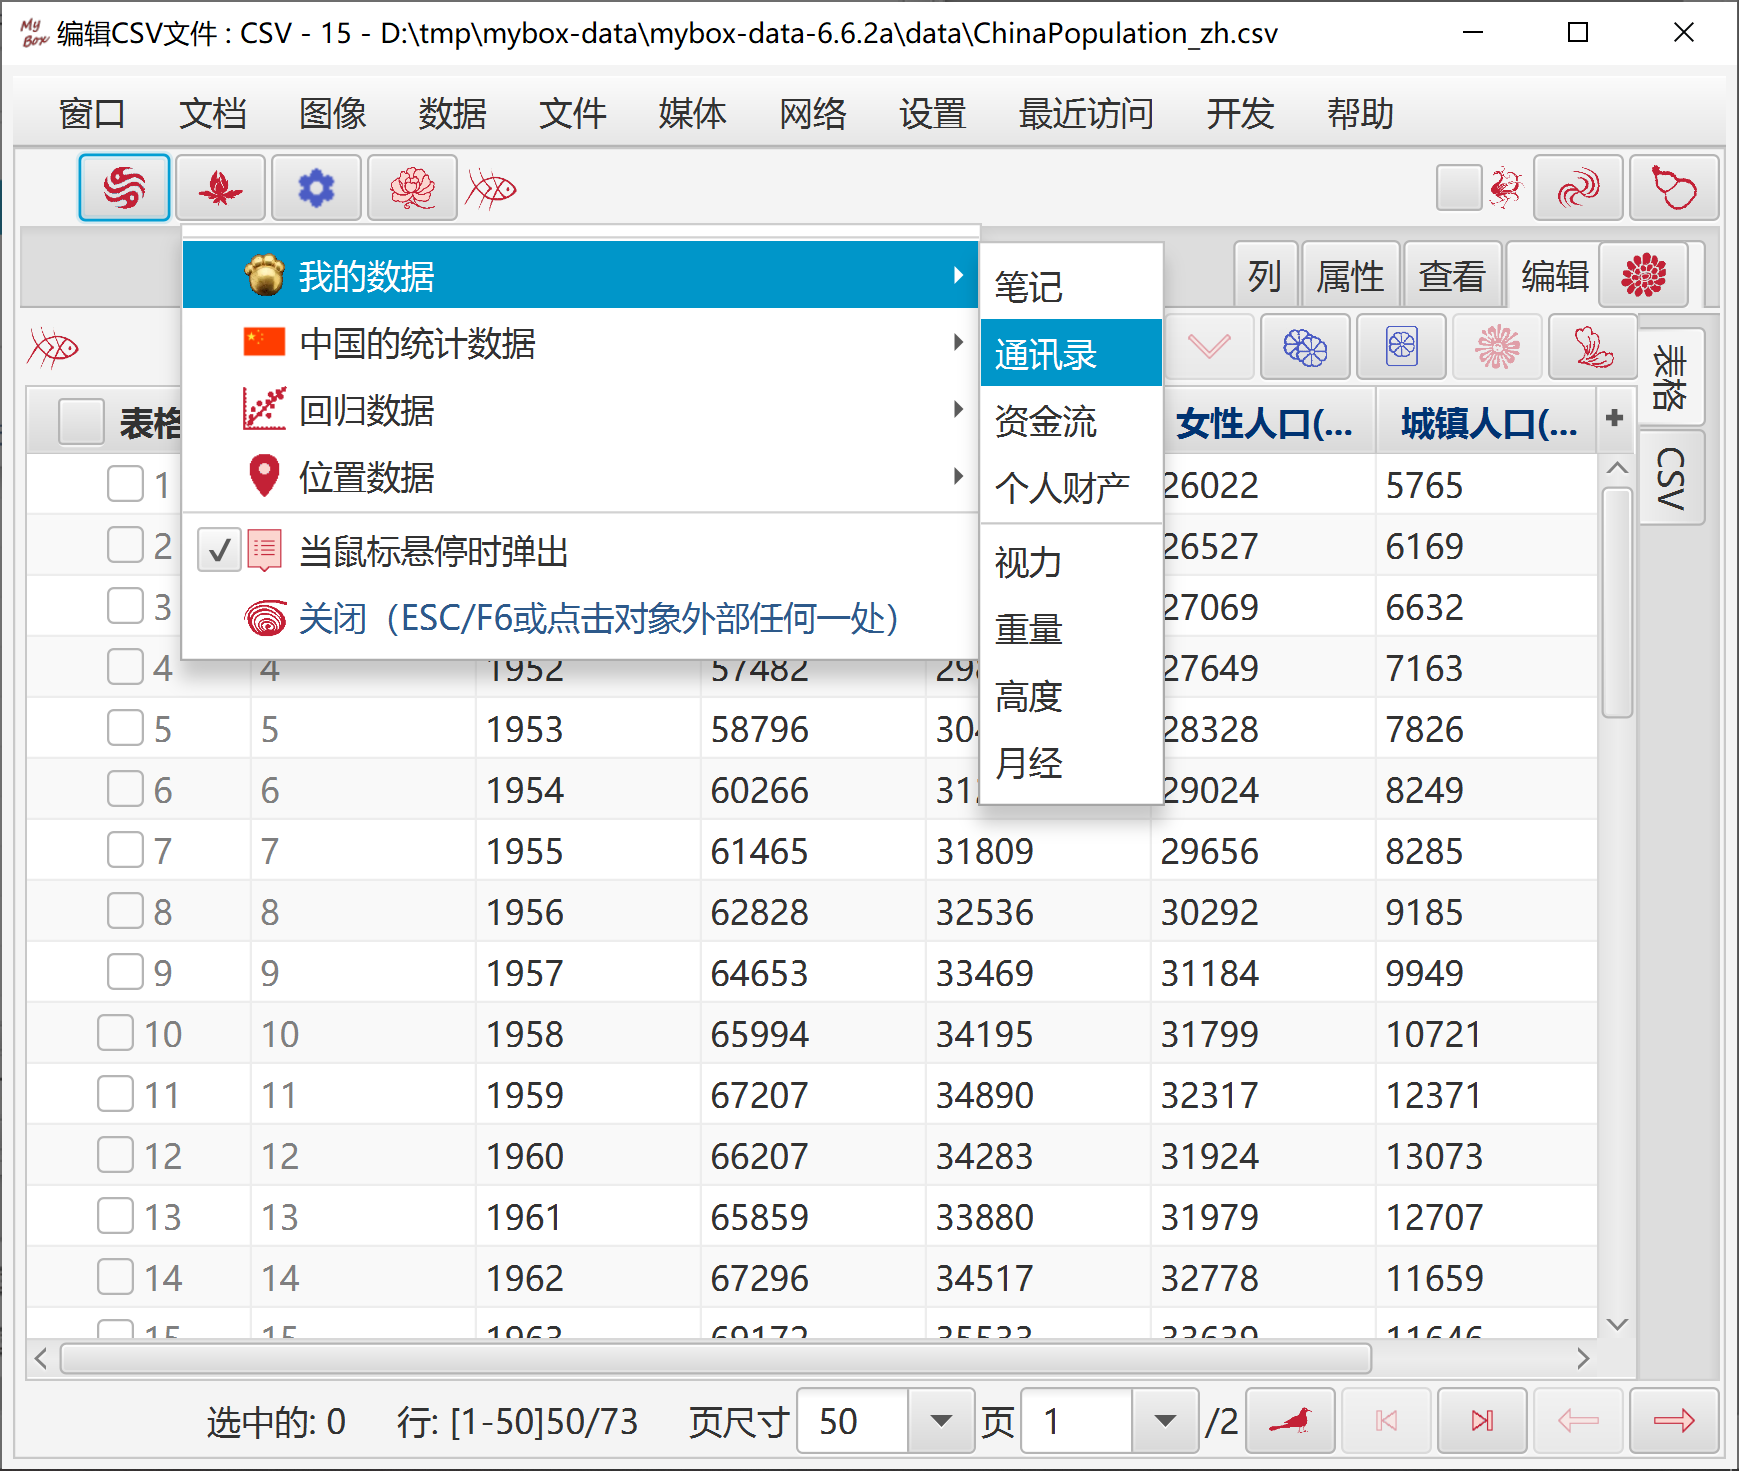 My Box 编辑CSV文件 : CSV - 15 - D:\tmp\mybox-data\mybox-data-6.6.2a\data\ChinaPopulation_zh.csv
窗口 文档 图像 数据 文件 媒体 网络 设置 最近访问 开发 帮助
列 属性 查看 编辑
我的数据
中国的统计数据
回归数据
位置数据
当鼠标悬停时弹出
关闭（ESC/F6或点击对象外部任何一处）
笔记
通讯录
资金流
个人财产
视力
重量
高度
月经
表格
CSV
表格 女性人口(... 城镇人口(... +
1 26022 5765
2 26527 6169
3 27069 6632
4 4 1952 57482 27649 7163
5 5 1953 58796 28328 7826
6 6 1954 60266 29024 8249
7 7 1955 61465 31809 29656 8285
8 8 1956 62828 32536 30292 9185
9 9 1957 64653 33469 31184 9949
10 10 1958 65994 34195 31799 10721
11 11 1959 67207 34890 32317 12371
12 12 1960 66207 34283 31924 13073
13 13 1961 65859 33880 31979 12707
14 14 1962 67296 34517 32778 11659
15 15 1963 69172 35533 33639 11646
选中的: 0 行: [1-50]50/73 页尺寸 50 页 1 /2